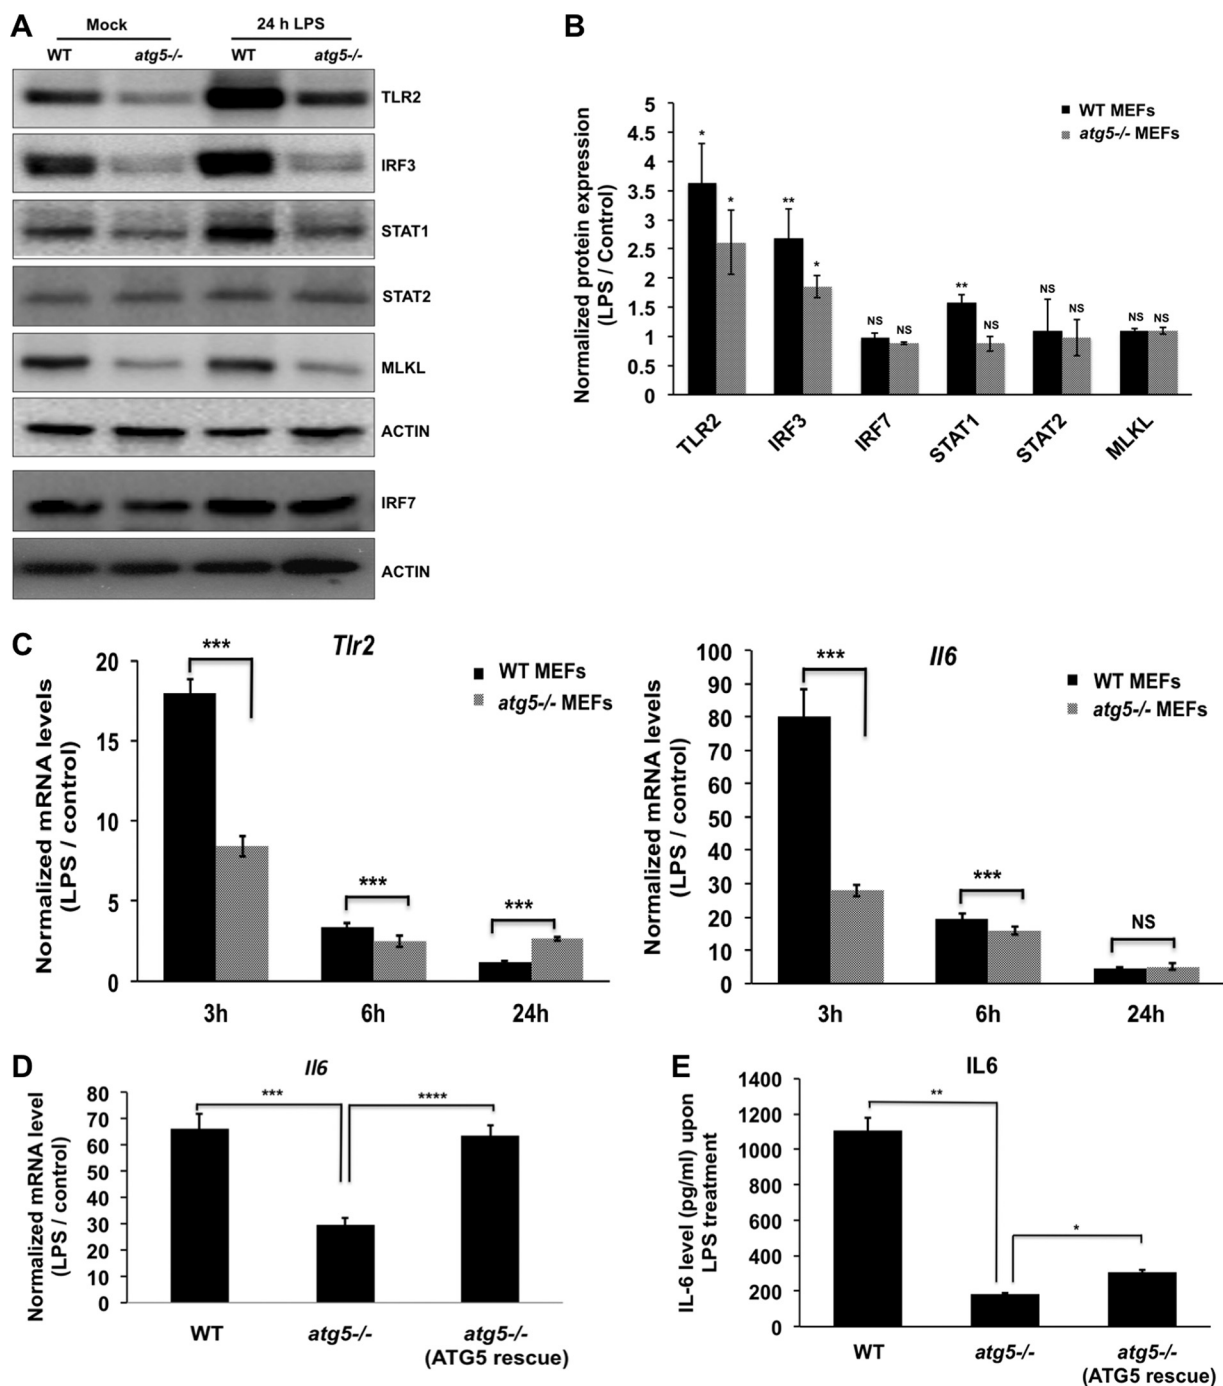 A
Mock
24 h LPS
WT
atg5-/-
WT
atg5-/-
TLR2
IRF3
STAT1
STAT2
MLKL
ACTIN
IRF7
ACTIN
B
WT MEFs
atg5-/- MEFs
Normalized protein expression
(LPS / Control)
5
4.5
4
3.5
3
2.5
2
1.5
1
0.5
0
*
*
**
*
NS
NS
**
NS
NS
NS
NS
NS
TLR2
IRF3
IRF7
STAT1
STAT2
MLKL
C
Tlr2
WT MEFs
atg5-/- MEFs
Normalized mRNA levels
(LPS / control)
20
15
10
5
0
***
***
***
3h
6h
24h
Il6
WT MEFs
atg5-/- MEFs
Normalized mRNA levels
(LPS / control)
100
90
80
70
60
50
40
30
20
10
0
***
***
NS
3h
6h
24h
D
Il6
Normalized mRNA level
(LPS / control)
80
70
60
50
40
30
20
10
0
***
****
WT
atg5-/-
atg5-/-
(ATG5 rescue)
E
IL6
IL-6 level (pg/ml) upon
LPS treatment
1400
1200
1000
800
600
400
200
0
**
*
WT
atg5-/-
atg5-/-
(ATG5 rescue)